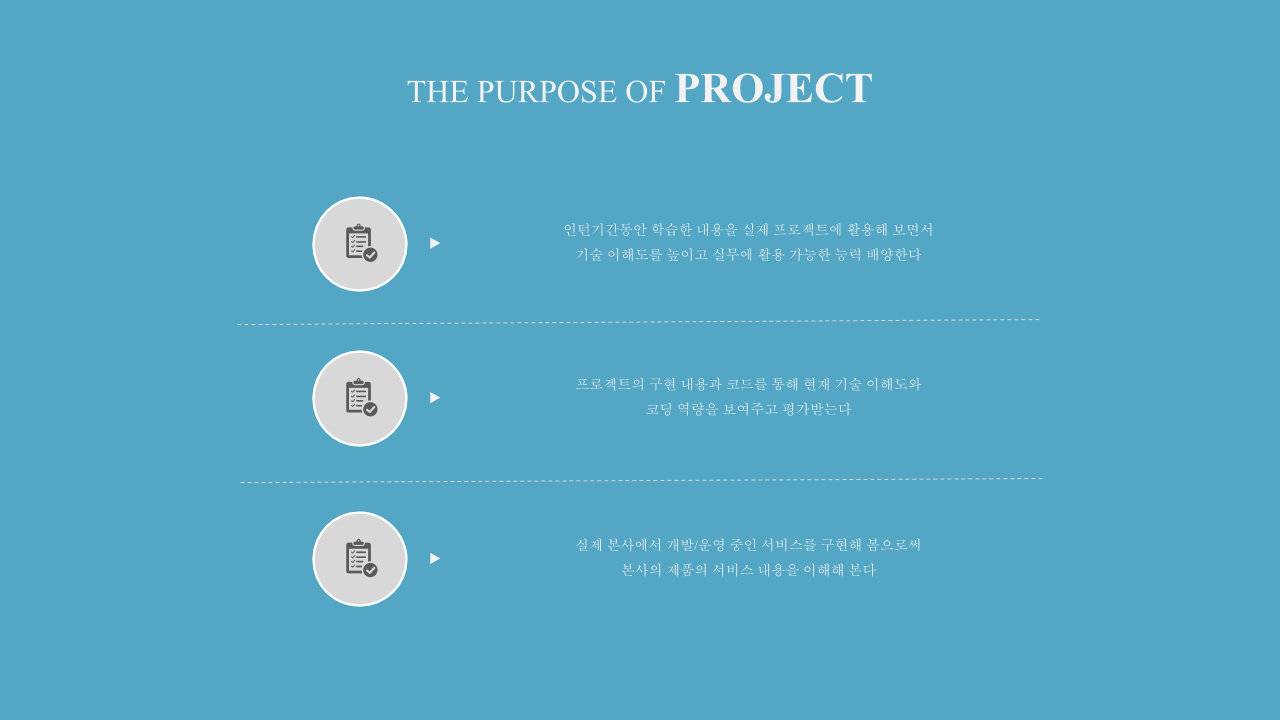 THE PURPOSE OF PROJECT
인턴기간동안 학습한 내용을 실제 프로젝트에 활용해 보면서
기술 이해도를 높이고 실무에 활용 가능한 능력 배양한다
프로젝트의 구현 내용과 코드를 통해 현재 기술 이해도와
코딩 역량을 보여주고 평가받는다
실제 본사에서 개발/운영 중인 서비스를 구현해 봄으로써
본사의 제품의 서비스 내용을 이해해 본다